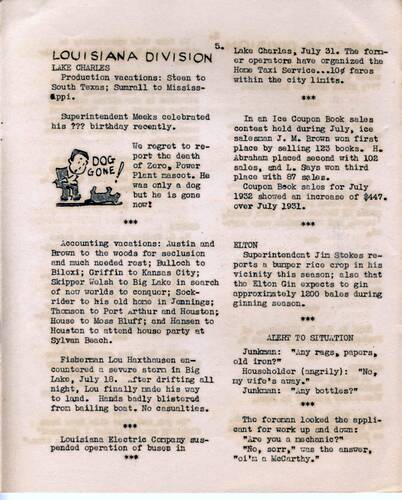 5.
LOUISIANA DIVISION
LAKE CHARLES
Production vacations: Steen to
South Texas; Sumrall to Missis-
sippi.
Superintendent Meeks celebrated
his ??? birthday recently.
DOG
GONE!
We regret to re-
port the death
of Zero, Power
Plant mascot. He
was only a dog
but he is gone
now!
***
Accounting vacations: Austin and
Brown to the woods for seclusion
and much needed rest; Bulloch to
Biloxi; Griffin to Kansas City;
Skipper Welsh to Big Lake in search
of new worlds to conquer; Sock-
rider to his old home in Jennings;
Thomson to Port Arthur and Houston;
House to Moss Bluff; and Hansen to
Houston to attend house party at
Sylvan Beach.
Fisherman Lou Haxthausen en-
countered a severe storm in Big
Lake, July 18. After drifting all
night, Lou finally made his way
to land. Hands badly blistered
from bailing boat. No casualties.
***
Louisiana Electric Company sus-
pended operation of buses in
***
Lake Charles, July 31. The form-
er operators have organized the
Home Taxi Service...10¢ fares
within the city limits.
***
In an Ice Coupon Book sales
contest held during July, ice
salesman J. M. Brown won first
place by selling 123 books. H.
Abraham placed second with 102
sales, and L. Says won third
place with 87 sales.
Coupon Book sales for July
1932 showed an increase of $447.
over July 1931.
***
ELTON
Superintendent Jim Stokes re-
ports a bumper rice crop in his
vicinity this season; also that
the Elton Gin expects to gin
approximately 1200 bales during
ginning season.
***
ALERT TO SITUATION
Junkman: "Any rags, papers,
old iron?"
Householder (angrily): "No,
my wife's away."
Junkman: "Any bottles?"
***
The foreman looked the appli-
cant for work up and down:
"Are you a mechanic?"
"No, sorr," was the answer,
"oi'm a McCarthy."